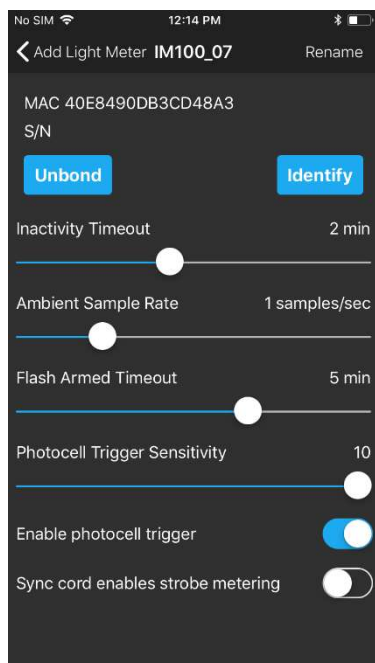 No SIM 12:14 PM
Add Light Meter IM100_07 Rename
MAC 40E8490DB3CD48A3
S/N
Unbond Identify
Inactivity Timeout 2 min
Ambient Sample Rate 1 samples/sec
Flash Armed Timeout 5 min
Photocell Trigger Sensitivity 10
Enable photocell trigger
Sync cord enables strobe metering